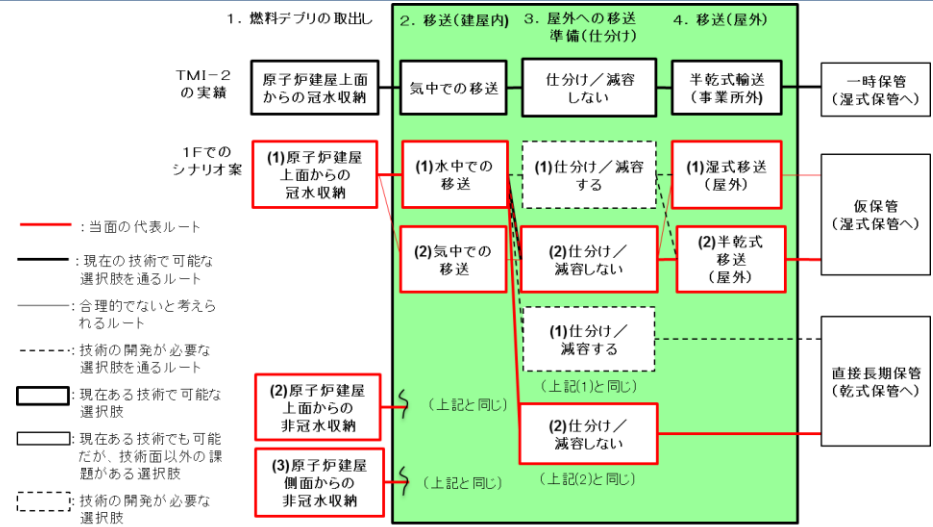 1. 燃料デブリの取出し
2. 移送(建屋内)
3. 屋外への移送
準備(仕分け)
4. 移送(屋外)
TMI-2
の実績
原子炉建屋上面
からの冠水収納
気中での移送
仕分け/減容
しない
半乾式輸送
(事業所外)
一時保管
(湿式保管へ)
1Fでの
シナリオ案
(1)原子炉建屋
上面からの
冠水収納
(1)水中での
移送
(1)仕分け/減容
する
(1)湿式移送
(屋外)
仮保管
(湿式保管へ)
(2)気中での
移送
(2)仕分け/
減容しない
(2)半乾式
移送
(屋外)
(1)仕分け/
減容する
(上記(1)と同じ)
直接長期保管
(乾式保管へ)
(2)原子炉建屋
上面からの
非冠水収納
(上記と同じ)
(2)仕分け/
減容しない
(3)原子炉建屋
側面からの
非冠水収納
(上記と同じ)
(上記(2)と同じ)
:当面の代表ルート
:現在の技術で可能な
選択肢を通るルート
:合理的でないと考えら
れるルート
:技術の開発が必要な
選択肢を通るルート
:現在ある技術で可能な
選択肢
:現在ある技術でも可能
だが、技術面以外の課
題がある選択肢
:技術の開発が必要な
選択肢